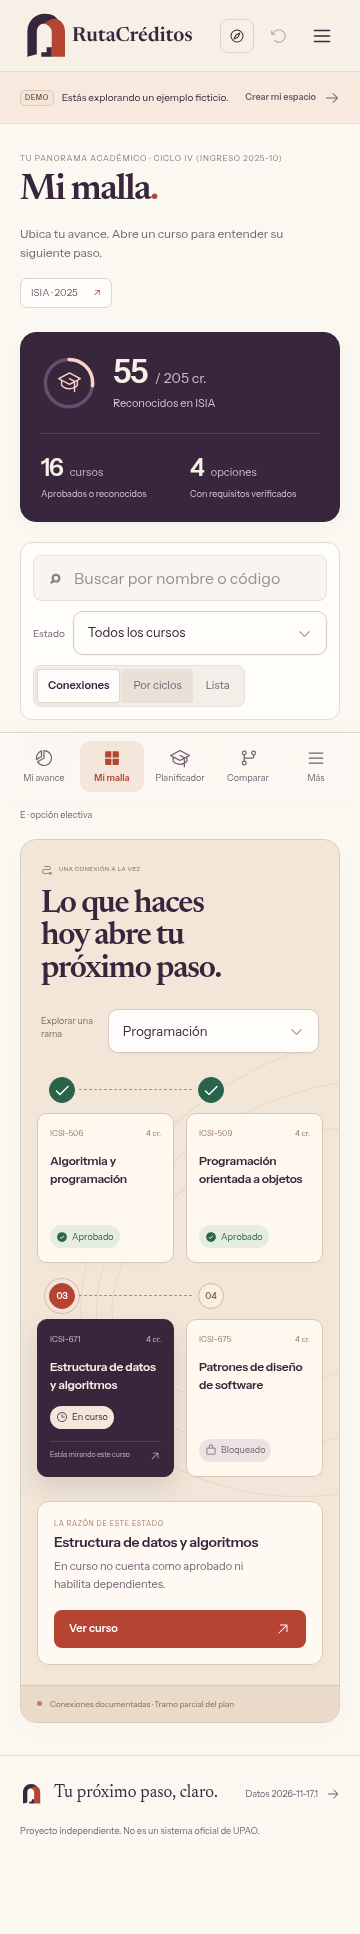 RutaCréditos
DEMO Estás explorando un ejemplo ficticio. Crear mi espacio
TU PANORAMA ACADÉMICO · CICLO IV (INGRESO 2025-10)
Mi malla.
Ubica tu avance. Abre un curso para entender su
siguiente paso.
ISIA · 2025
55 / 205 cr.
Reconocidos en ISIA
16 cursos
Aprobados o reconocidos
4 opciones
Con requisitos verificados
Buscar por nombre o código
Estado Todos los cursos
Conexiones Por ciclos Lista
Mi avance Mi malla Planificador Comparar Más
E · opción electiva
UNA CONEXIÓN A LA VEZ
Lo que haces
hoy abre tu
próximo paso.
Explorar una
rama
Programación
ICSI-506 4 cr.
Algoritmia y
programación
Aprobado
ICSI-509 4 cr.
Programación
orientada a objetos
Aprobado
03
04
ICSI-671 4 cr.
Estructura de datos
y algoritmos
En curso
Estás mirando este curso
ICSI-675 4 cr.
Patrones de diseño
de software
Bloqueado
LA RAZÓN DE ESTE ESTADO
Estructura de datos y algoritmos
En curso no cuenta como aprobado ni
habilita dependientes.
Ver curso
Conexiones documentadas · Tramo parcial del plan
Tu próximo paso, claro.
Datos 2026-11-17.1
Proyecto independiente. No es un sistema oficial de UPAO.